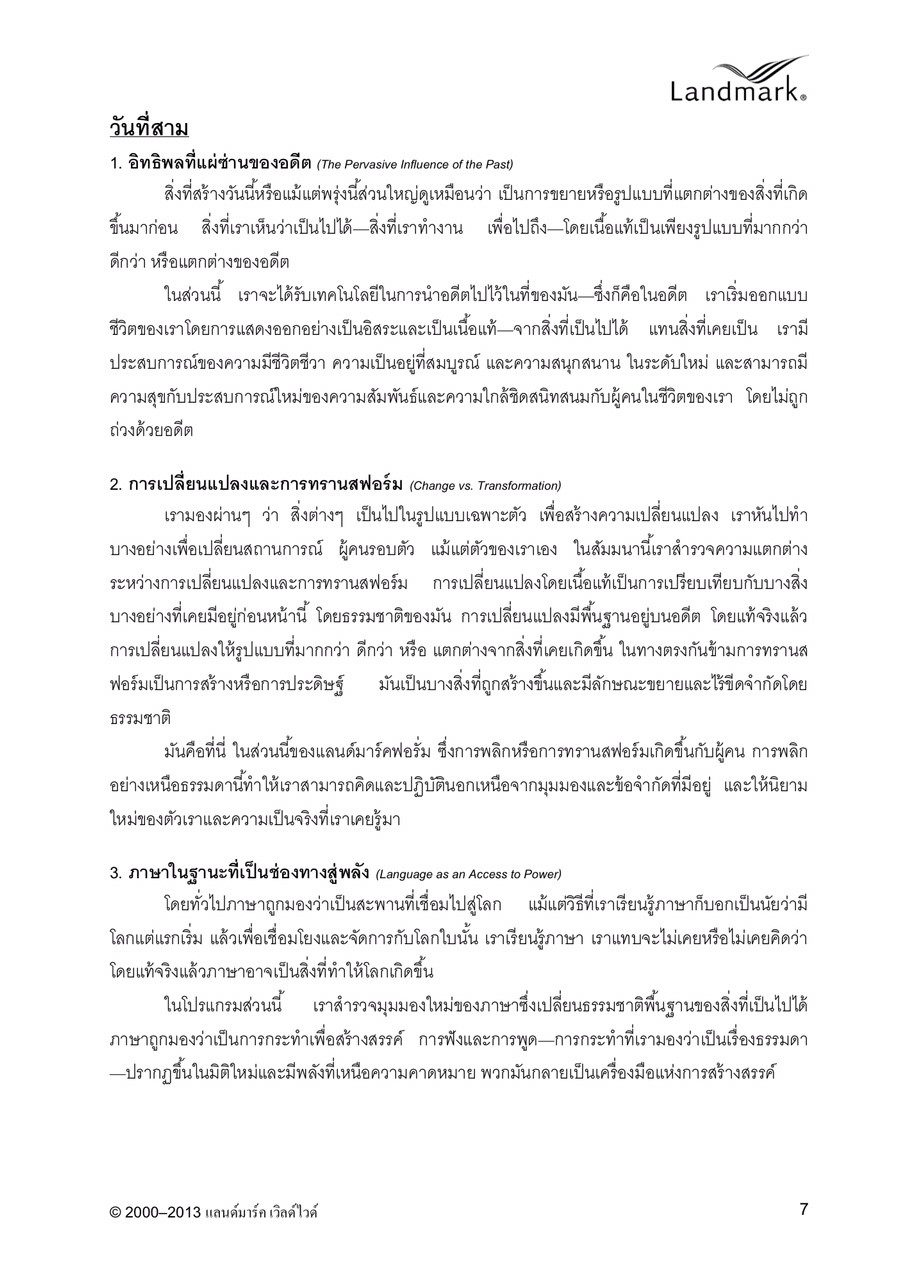 Landmark®
วันที่สาม
1. อิทธิพลที่แผ่ซ่านของอดีต (The Pervasive Influence of the Past)
สิ่งที่สร้างวันนี้หรือแม้แต่พรุ่งนี้ส่วนใหญ่ดูเหมือนว่า เป็นการขยายหรือรูปแบบที่แตกต่างของสิ่งที่เกิด
ขึ้นมาก่อน สิ่งที่เราเห็นว่าเป็นไปได้—สิ่งที่เราทำงาน เพื่อไปถึง—โดยเนื้อแท้เป็นเพียงรูปแบบที่มากกว่า
ดีกว่า หรือแตกต่างของอดีต
ในส่วนนี้ เราจะได้รับเทคโนโลยีในการนำอดีตไปไว้ในที่ของมัน—ซึ่งก็คือในอดีต เราเริ่มออกแบบ
ชีวิตของเราโดยการแสดงออกอย่างเป็นอิสระและเป็นเนื้อแท้—จากสิ่งที่เป็นไปได้ แทนสิ่งที่เคยเป็น เรามี
ประสบการณ์ของความมีชีวิตชีวา ความเป็นอยู่ที่สมบูรณ์ และความสนุกสนาน ในระดับใหม่ และสามารถมี
ความสุขกับประสบการณ์ใหม่ของความสัมพันธ์และความใกล้ชิดสนิทสนมกับผู้คนในชีวิตของเรา โดยไม่ถูก
ถ่วงด้วยอดีต
2. การเปลี่ยนแปลงและการทรานสฟอร์ม (Change vs. Transformation)
เรามองผ่านๆ ว่า สิ่งต่างๆ เป็นไปในรูปแบบเฉพาะตัว เพื่อสร้างความเปลี่ยนแปลง เราหันไปทำ
บางอย่างเพื่อเปลี่ยนสถานการณ์ ผู้คนรอบตัว แม้แต่ตัวของเราเอง ในสัมมนานี้เราสำรวจความแตกต่าง
ระหว่างการเปลี่ยนแปลงและการทรานสฟอร์ม การเปลี่ยนแปลงโดยเนื้อแท้เป็นการเปรียบเทียบกับบางสิ่ง
บางอย่างที่เคยมีอยู่ก่อนหน้านี้ โดยธรรมชาติของมัน การเปลี่ยนแปลงมีพื้นฐานอยู่บนอดีต โดยแท้จริงแล้ว
การเปลี่ยนแปลงให้รูปแบบที่มากกว่า ดีกว่า หรือ แตกต่างจากสิ่งที่เคยเกิดขึ้น ในทางตรงกันข้ามการทรานส
ฟอร์มเป็นการสร้างหรือการประดิษฐ์ มันเป็นบางสิ่งที่ถูกสร้างขึ้นและมีลักษณะขยายและไร้ขีดจำกัดโดย
ธรรมชาติ
มันคือที่นี่ ในส่วนนี้ของแลนด์มาร์คฟอรั่ม ซึ่งการพลิกหรือการทรานสฟอร์มเกิดขึ้นกับผู้คน การพลิก
อย่างเหนือธรรมดานี้ทำให้เราสามารถคิดและปฏิบัตินอกเหนือจากมุมมองและข้อจำกัดที่มีอยู่ และให้นิยาม
ใหม่ของตัวเราและความเป็นจริงที่เราเคยรู้มา
3. ภาษาในฐานะที่เป็นช่องทางสู่พลัง (Language as an Access to Power)
โดยทั่วไปภาษาถูกมองว่าเป็นสะพานที่เชื่อมไปสู่โลก แม้แต่วิธีที่เราเรียนรู้ภาษาก็บอกเป็นนัยว่ามี
โลกแต่แรกเริ่ม แล้วเพื่อเชื่อมโยงและจัดการกับโลกใบนั้น เราเรียนรู้ภาษา เราแทบจะไม่เคยหรือไม่เคยคิดว่า
โดยแท้จริงแล้วภาษาอาจเป็นสิ่งที่ทำให้โลกเกิดขึ้น
ในโปรแกรมส่วนนี้ เราสำรวจมุมมองใหม่ของภาษาซึ่งเปลี่ยนธรรมชาติพื้นฐานของสิ่งที่เป็นไปได้
ภาษาถูกมองว่าเป็นการกระทำเพื่อสร้างสรรค์ การฟังและการพูด—การกระทำที่เรามองว่าเป็นเรื่องธรรมดา
—ปรากฏขึ้นในมิติใหม่และมีพลังที่เหนือความคาดหมาย พวกมันกลายเป็นเครื่องมือแห่งการสร้างสรรค์
© 2000–2013 แลนด์มาร์ค เวิลด์ไวด์ 7